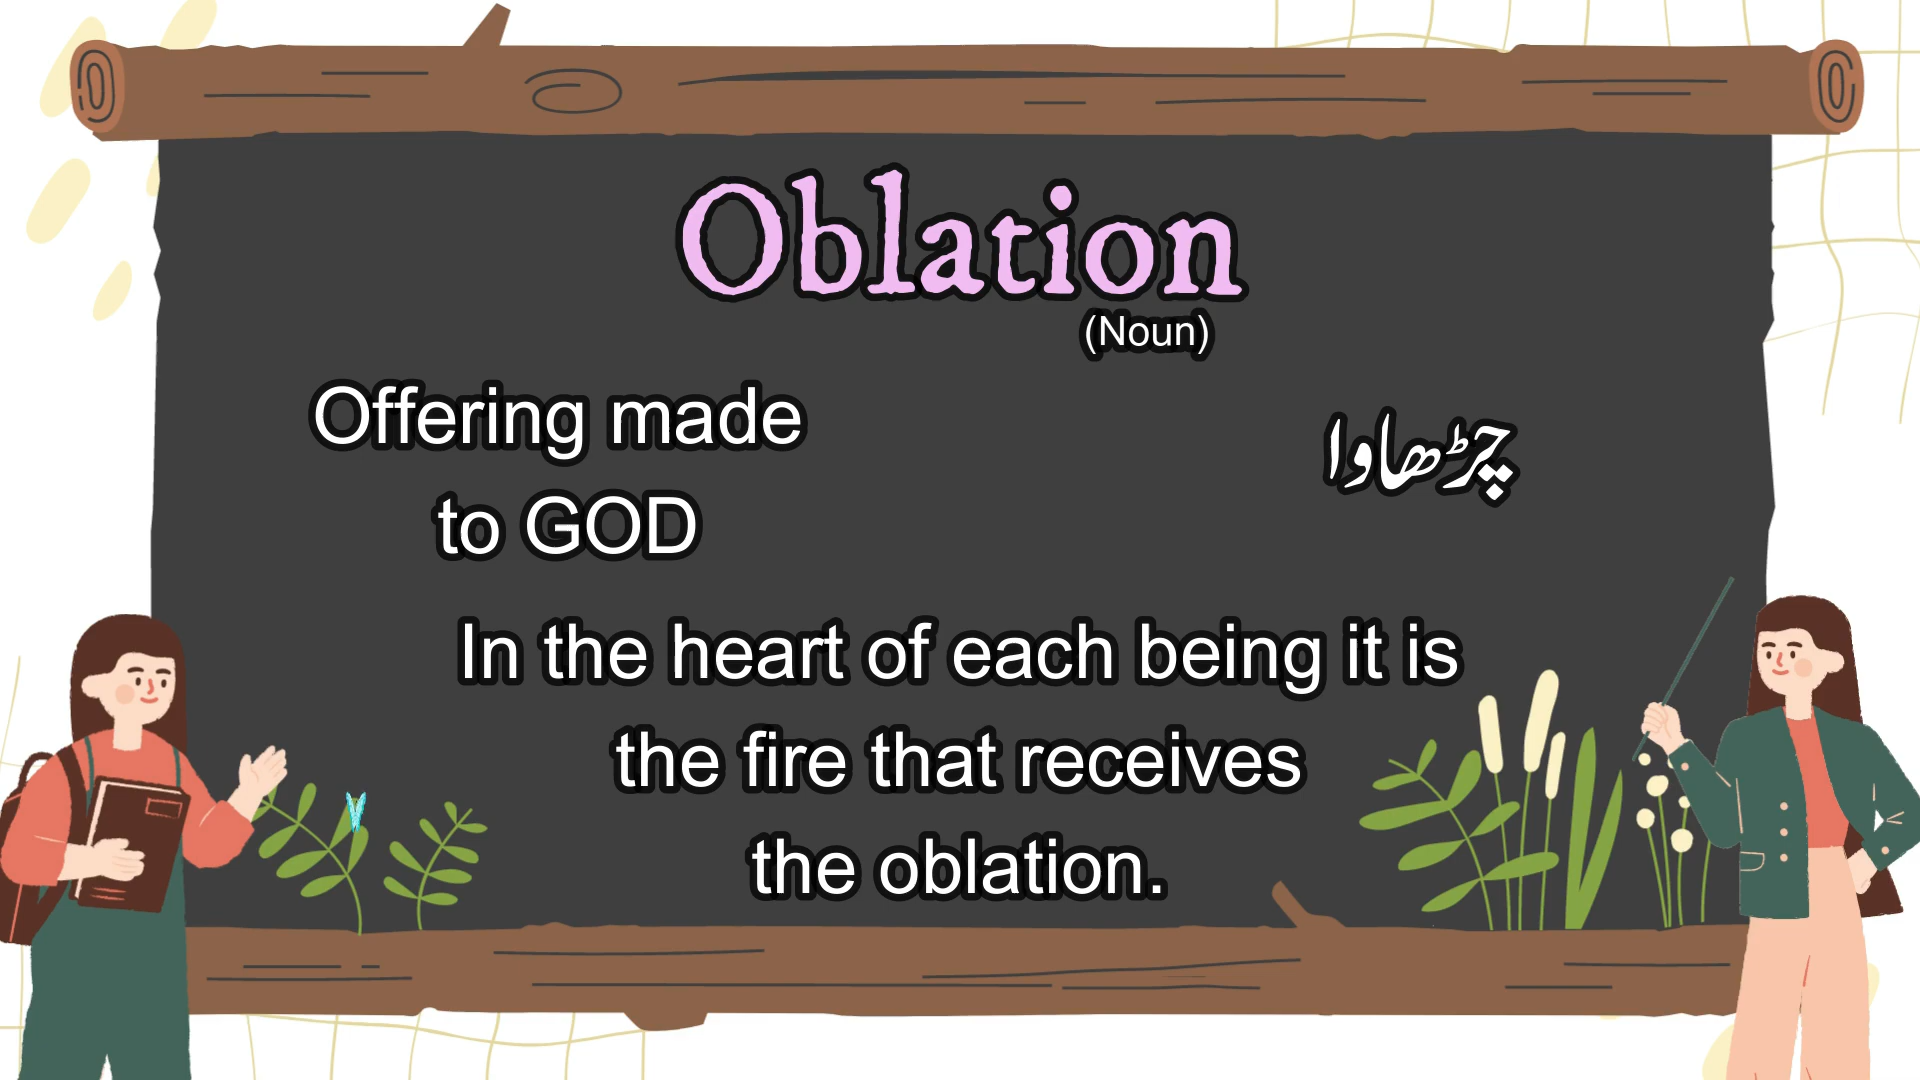 Oblation
(Noun)
Offering made
to GOD
چڑھاوا
In the heart of each being it is
the fire that receives
the oblation.